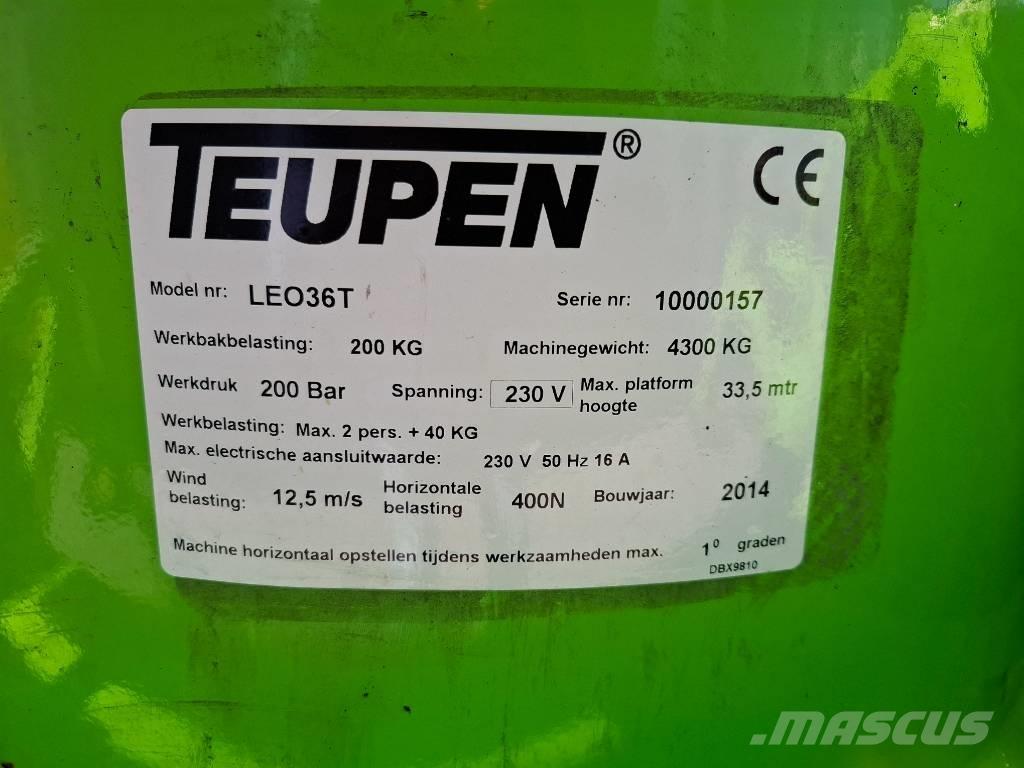 TEUPEN® CE
Model nr: LEO36T Serie nr: 10000157
Werkbakbelasting: 200 KG Machinegewicht: 4300 KG
Werkdruk 200 Bar Spanning: 230 V Max. platform hoogte 33,5 mtr
Werkbelasting: Max. 2 pers. + 40 KG
Max. electrische aansluitwaarde: 230 V 50 Hz 16 A
Wind belasting: 12,5 m/s Horizontale belasting 400N Bouwjaar: 2014
Machine horizontaal opstellen tijdens werkzaamheden max. 1⁰ graden
DBX9810
MASCUS